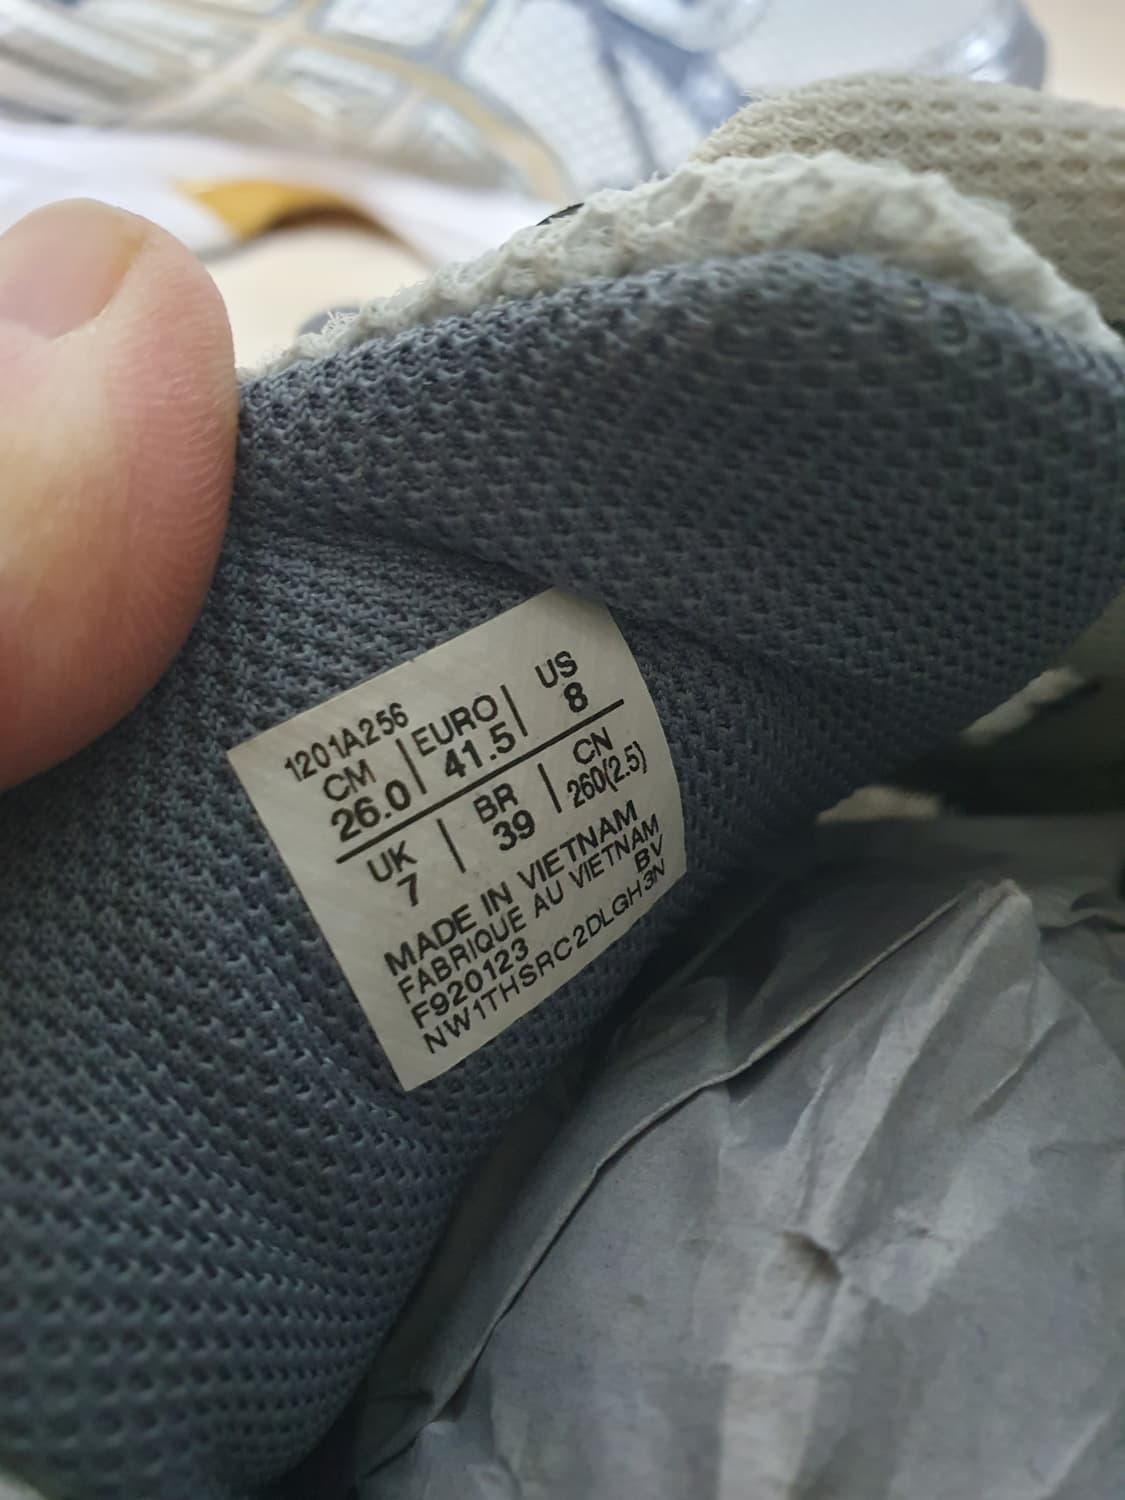 1201A256
CM | EURO | US
26.0 | 41.5 | 8
UK | BR | CN
7 | 39 | 260(2.5)
MADE IN VIETNAM
FABRIQUE AU VIETNAM
F920123 BV
NW1THSRC2DLGH3N